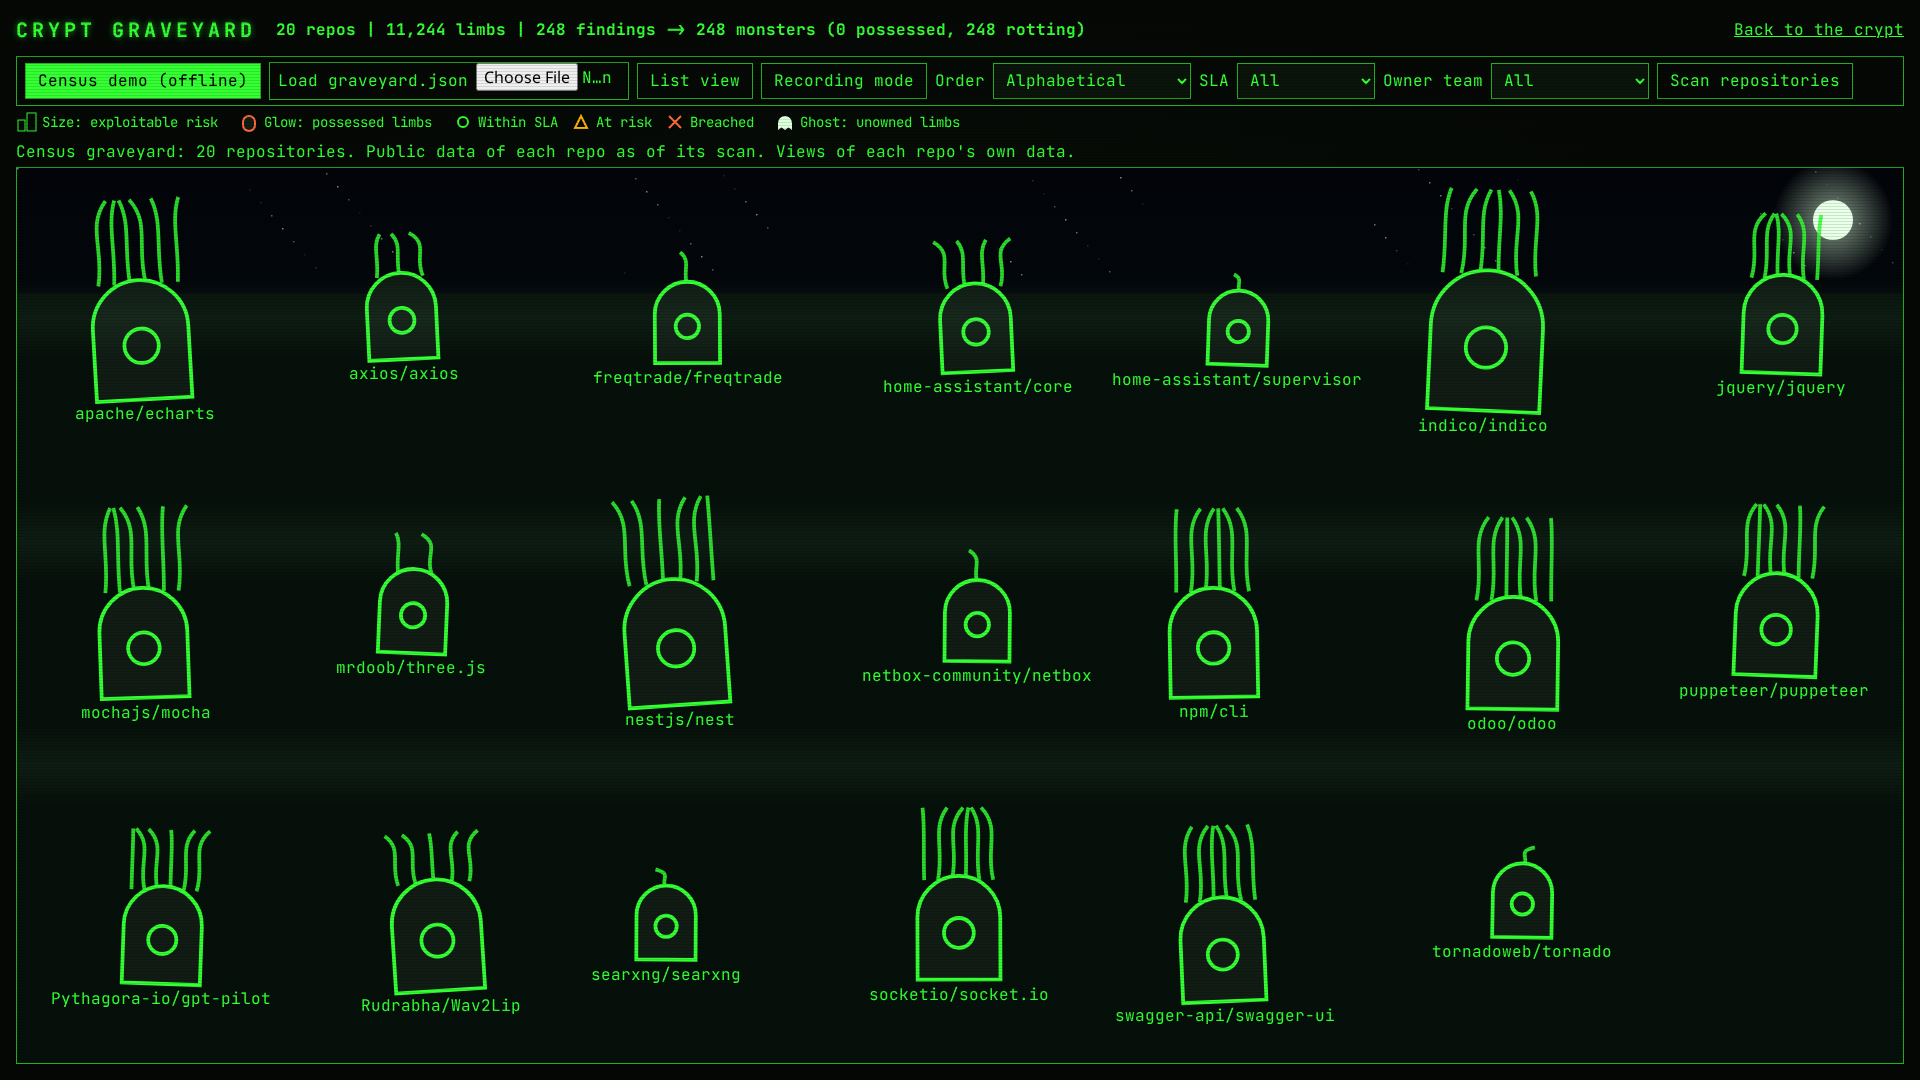 CRYPT GRAVEYARD 20 repos | 11,244 limbs | 248 findings → 248 monsters (0 possessed, 248 rotting) Back to the crypt
Census demo (offline) Load graveyard.json Choose File N…n List view Recording mode Order Alphabetical SLA All Owner team All Scan repositories
Size: exploitable risk Glow: possessed limbs Within SLA At risk Breached Ghost: unowned limbs
Census graveyard: 20 repositories. Public data of each repo as of its scan. Views of each repo's own data.
apache/echarts
axios/axios
freqtrade/freqtrade
home-assistant/core
home-assistant/supervisor
indico/indico
jquery/jquery
mochajs/mocha
mrdoob/three.js
nestjs/nest
netbox-community/netbox
npm/cli
odoo/odoo
puppeteer/puppeteer
Pythagora-io/gpt-pilot
Rudrabha/Wav2Lip
searxng/searxng
socketio/socket.io
swagger-api/swagger-ui
tornadoweb/tornado